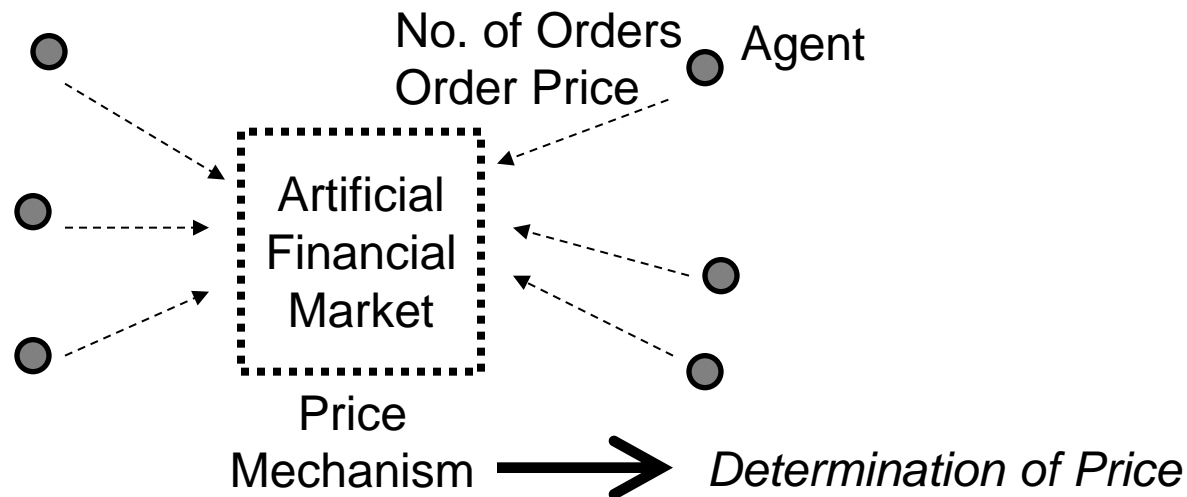 No. of Orders
Order Price
Agent
Artificial
Financial
Market
Price
Mechanism
Determination of Price